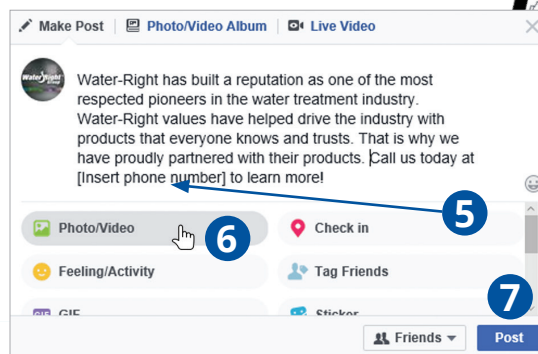 Make Post Photo/Video Album Live Video
Water-Right
Group
Water-Right has built a reputation as one of the most
respected pioneers in the water treatment industry.
Water-Right values have helped drive the industry with
products that everyone knows and trusts. That is why we
have proudly partnered with their products. Call us today at
[Insert phone number] to learn more!
5
Photo/Video 6 Check in
Feeling/Activity Tag Friends
7
GIF Sticker
Friends Post